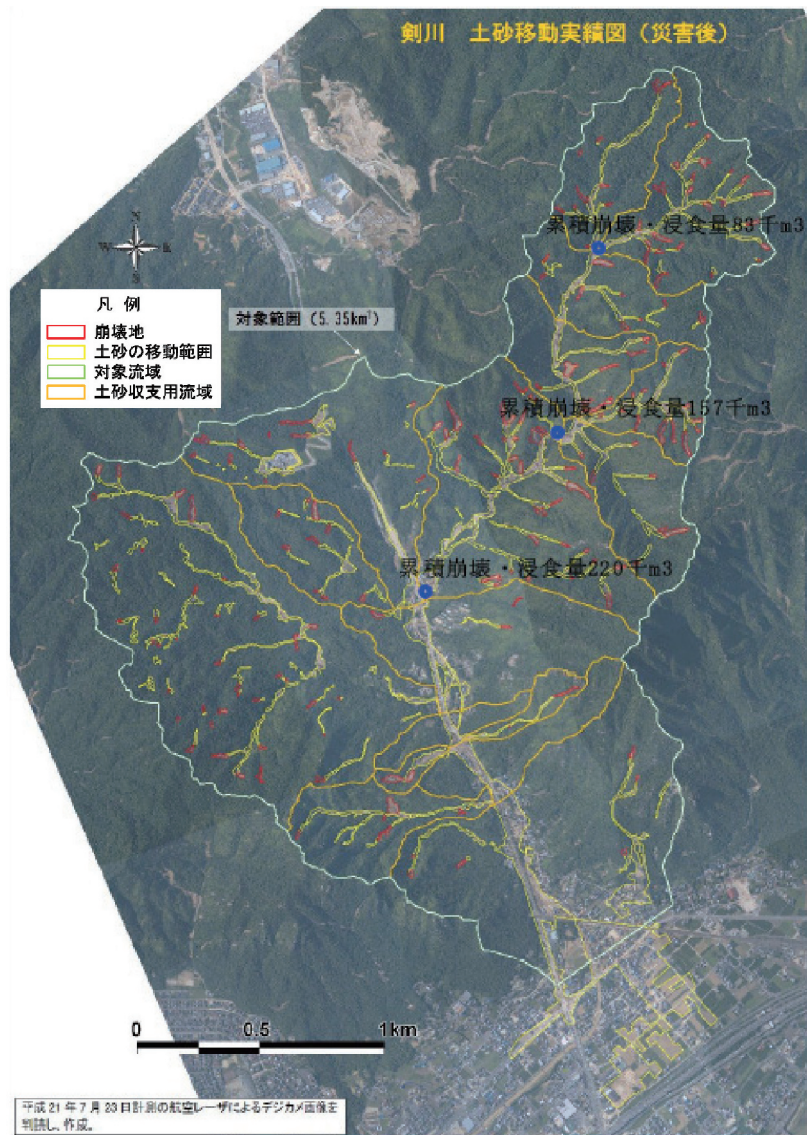 剣川　土砂移動実績図（災害後）
累積崩壊・浸食量83千m3
N
W
E
S
凡 例
崩壊地
土砂の移動範囲
対象流域
土砂収支用流域
対象範囲（5.35km²）
累積崩壊・浸食量157千m3
累積崩壊・浸食量220千m3
0 0.5 1km
平成21年7月23日計測の航空レーザによるデジカメ画像を
判読し、作成。